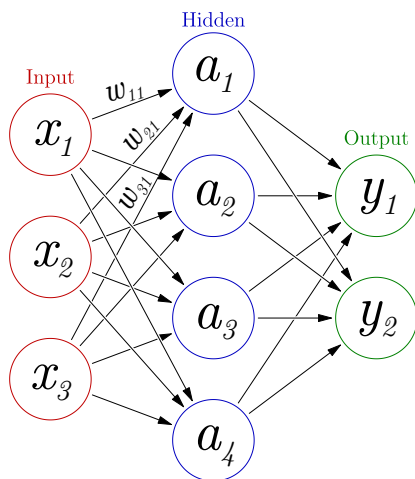 Hidden
Input
Output
w₁₁
w₂₁
w₃₁
x₁
x₂
x₃
a₁
a₂
a₃
a₄
y₁
y₂